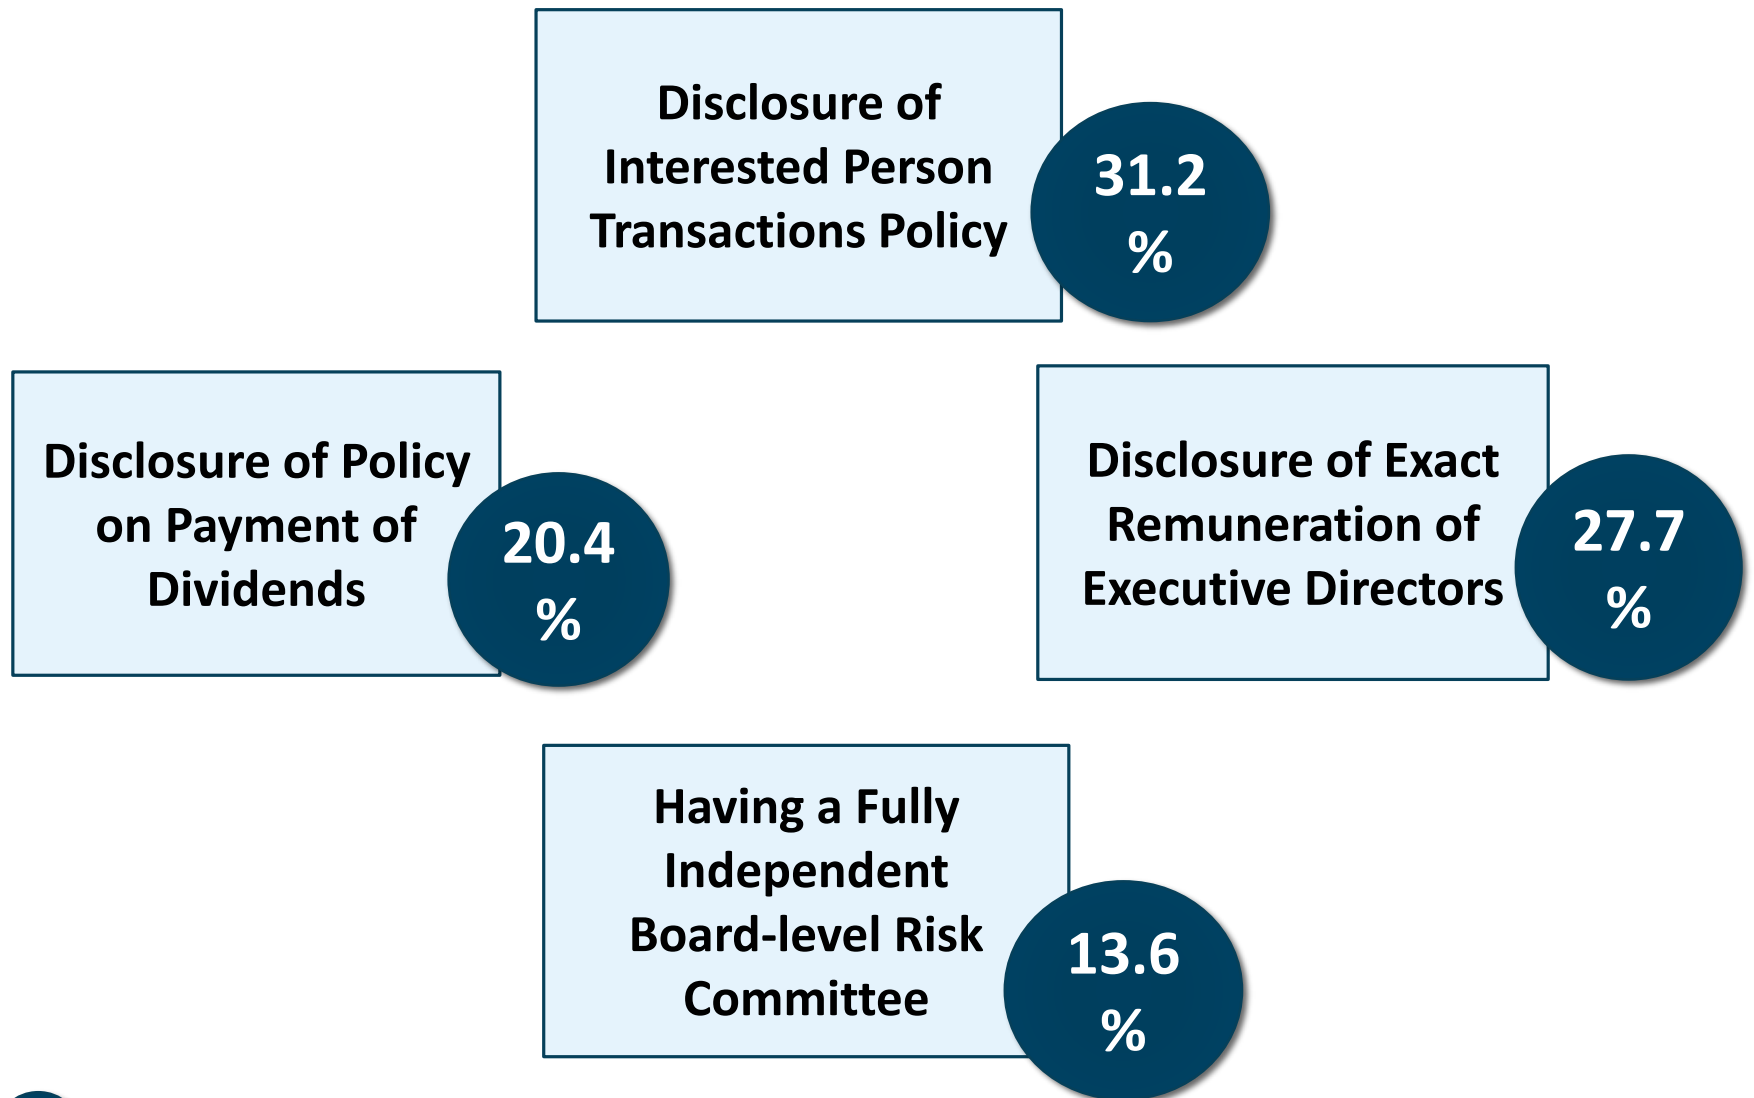 Disclosure of
Interested Person
Transactions Policy
31.2
%
Disclosure of Policy
on Payment of
Dividends
20.4
%
Disclosure of Exact
Remuneration of
Executive Directors
27.7
%
Having a Fully
Independent
Board-level Risk
Committee
13.6
%